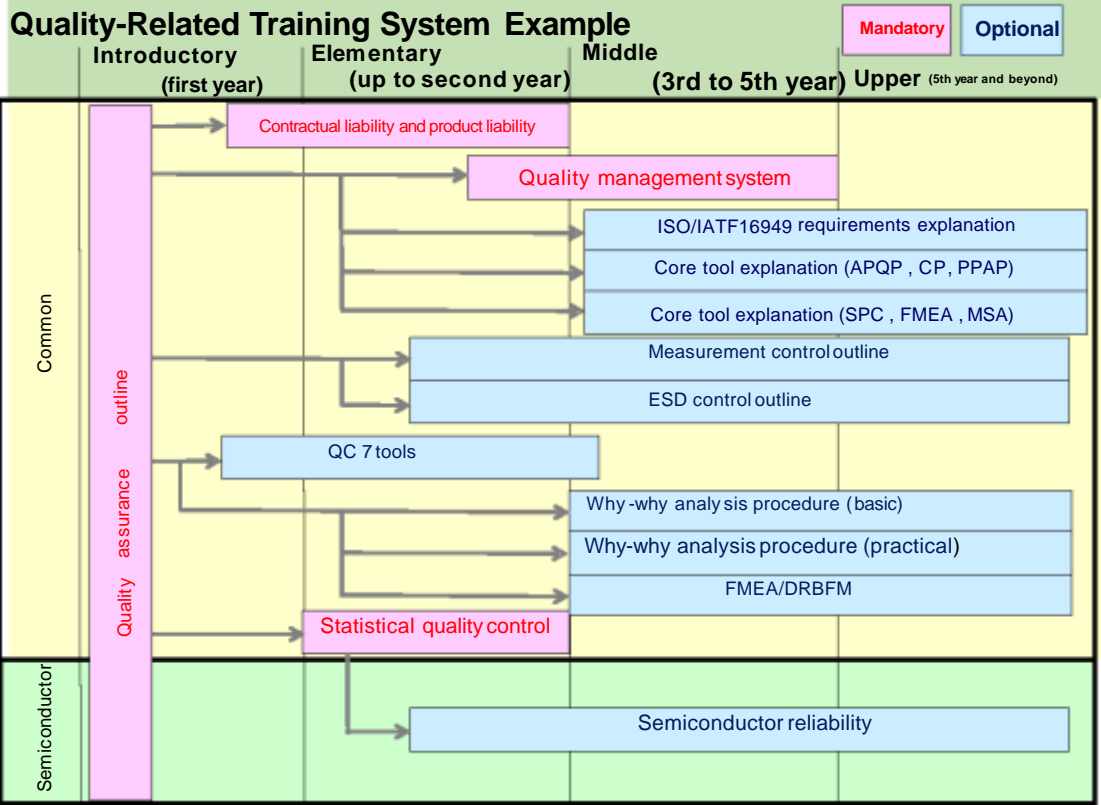 Quality-Related Training System Example
Mandatory
Optional
Introductory
(first year)
Elementary
(up to second year)
Middle
(3rd to 5th year)
Upper (5th year and beyond)
Common
Semiconductor
Quality assurance outline
Contractual liability and product liability
Quality management system
ISO/IATF16949 requirements explanation
Core tool explanation (APQP , CP, PPAP)
Core tool explanation (SPC , FMEA , MSA)
Measurement control outline
ESD control outline
QC 7 tools
Why-why analysis procedure (basic)
Why-why analysis procedure (practical)
FMEA/DRBFM
Statistical quality control
Semiconductor reliability